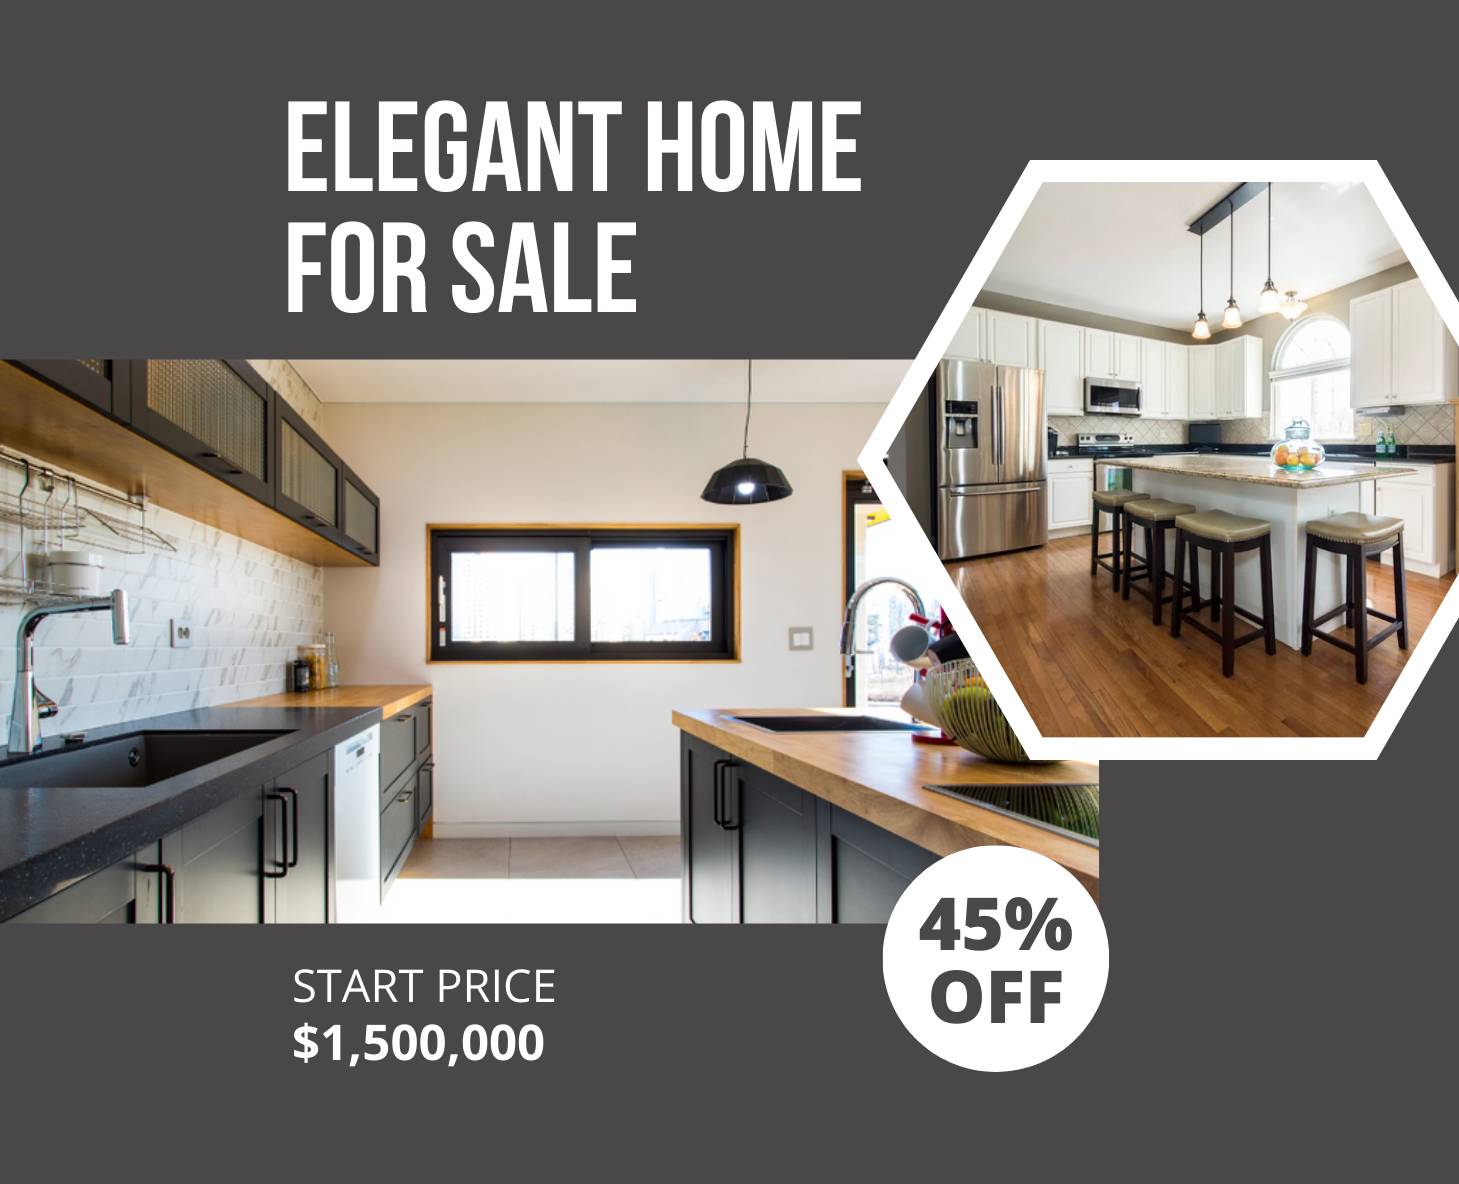 ELEGANT HOME
FOR SALE
START PRICE
$1,500,000
45%
OFF